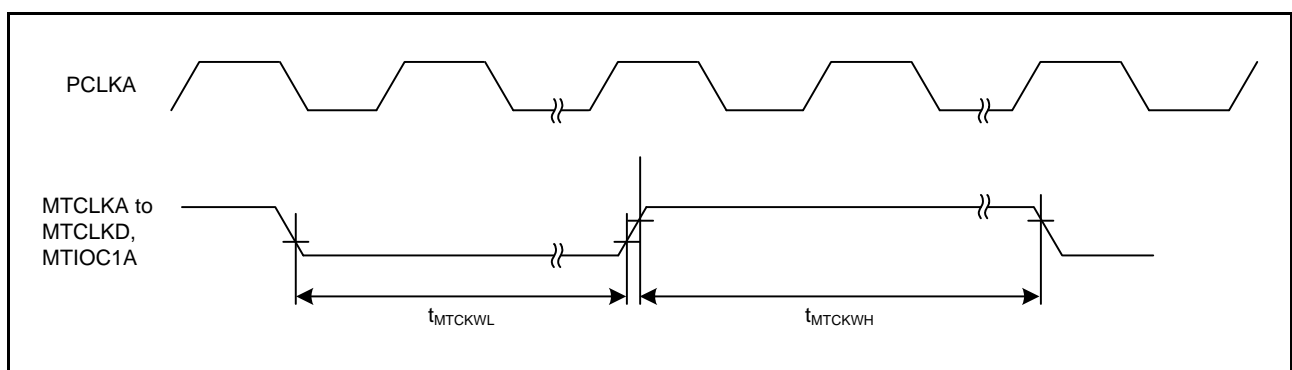 PCLKA
MTCLKA to
MTCLKD,
MTIOC1A
tMTCKWL
tMTCKWH